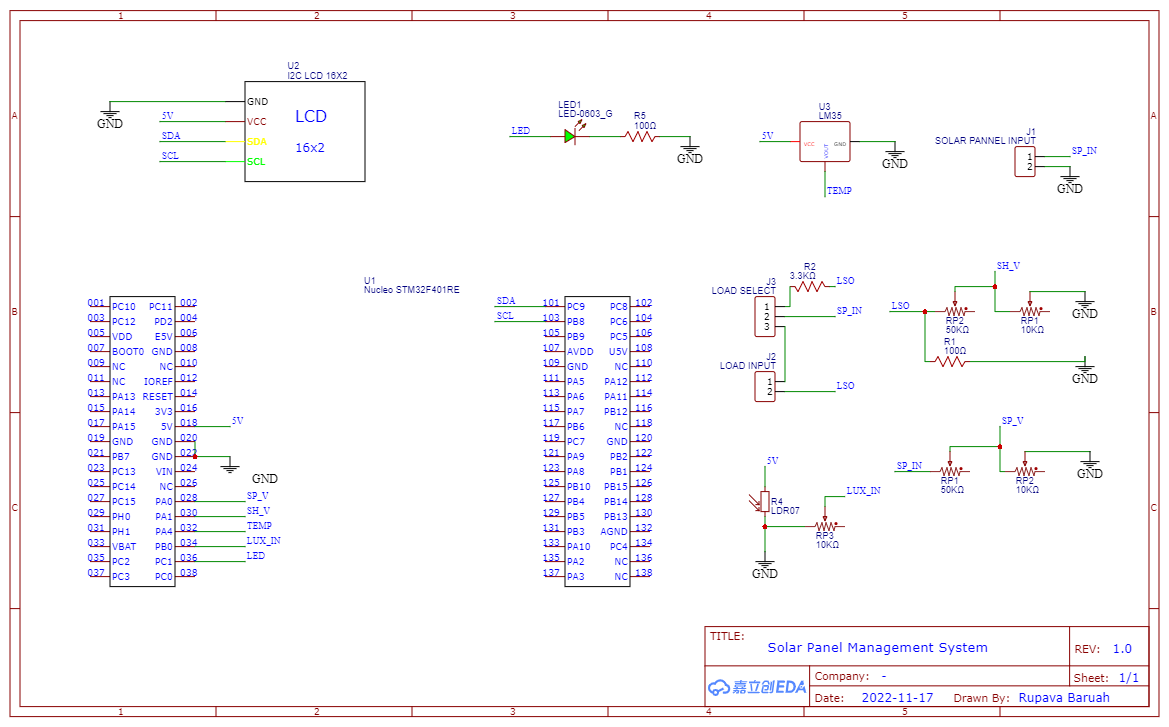 1 2 3 4 5
A
B
C
A
B
C
1 2 3 4 5
U2
I2C LCD 16X2
GND
GND
5V
VCC
SDA
SDA
SCL
SCL
LCD
16x2
LED1
LED-0603_G
LED
R5
100Ω
GND
U3
LM35
5V
VCC
VOUT
GND
GND
TEMP
J1
SOLAR PANNEL INPUT
1
2
SP_IN
GND
U1
Nucleo STM32F401RE
001 PC10 PC11 002
003 PC12 PD2 004
005 VDD E5V 006
007 BOOT0 GND 008
009 NC NC 010
011 NC IOREF 012
013 PA13 RESET 014
015 PA14 3V3 016
017 PA15 5V 018 5V
019 GND GND 020
021 PB7 GND 022
023 PC13 VIN 024
GND
025 PC14 NC 026
027 PC15 PA0 028 SP_V
029 PH0 PA1 030 SH_V
031 PH1 PA4 032 TEMP
033 VBAT PB0 034 LUX_IN
035 PC2 PC1 036 LED
037 PC3 PC0 038
SDA 101 PC9 PC8 102
SCL 103 PB8 PC6 104
105 PB9 PC5 106
107 AVDD U5V 108
109 GND NC 110
111 PA5 PA12 112
113 PA6 PA11 114
115 PA7 PB12 116
117 PB6 NC 118
119 PC7 GND 120
121 PA9 PB2 122
123 PA8 PB1 124
125 PB10 PB15 126
127 PB4 PB14 128
129 PB5 PB13 130
131 PB3 AGND 132
133 PA10 PC4 134
135 PA2 NC 136
137 PA3 NC 138
J3
LOAD SELECT
1
2
3
R2
3.3KΩ
LSO
SP_IN
J2
LOAD INPUT
1
2
LSO
SH_V
LSO
RP2
50KΩ
RP1
10KΩ
GND
R1
100Ω
GND
SP_V
SP_IN
RP1
50KΩ
RP2
10KΩ
GND
5V
R4
LDR07
LUX_IN
RP3
10KΩ
GND
TITLE:
Solar Panel Management System
REV: 1.0
嘉立创EDA
Company: -
Sheet: 1/1
Date: 2022-11-17 Drawn By: Rupava Baruah